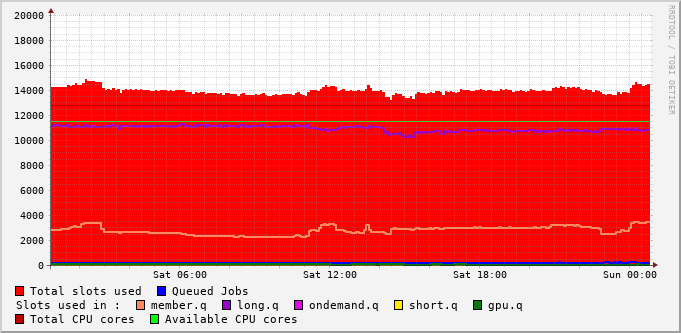 RRDTOOL / TOBI OETIKER
20000
18000
16000
14000
12000
10000
8000
6000
4000
2000
0
Sat 06:00 Sat 12:00 Sat 18:00 Sun 00:00
Total slots used Queued Jobs
Slots used in : member.q long.q ondemand.q short.q gpu.q
Total CPU cores Available CPU cores